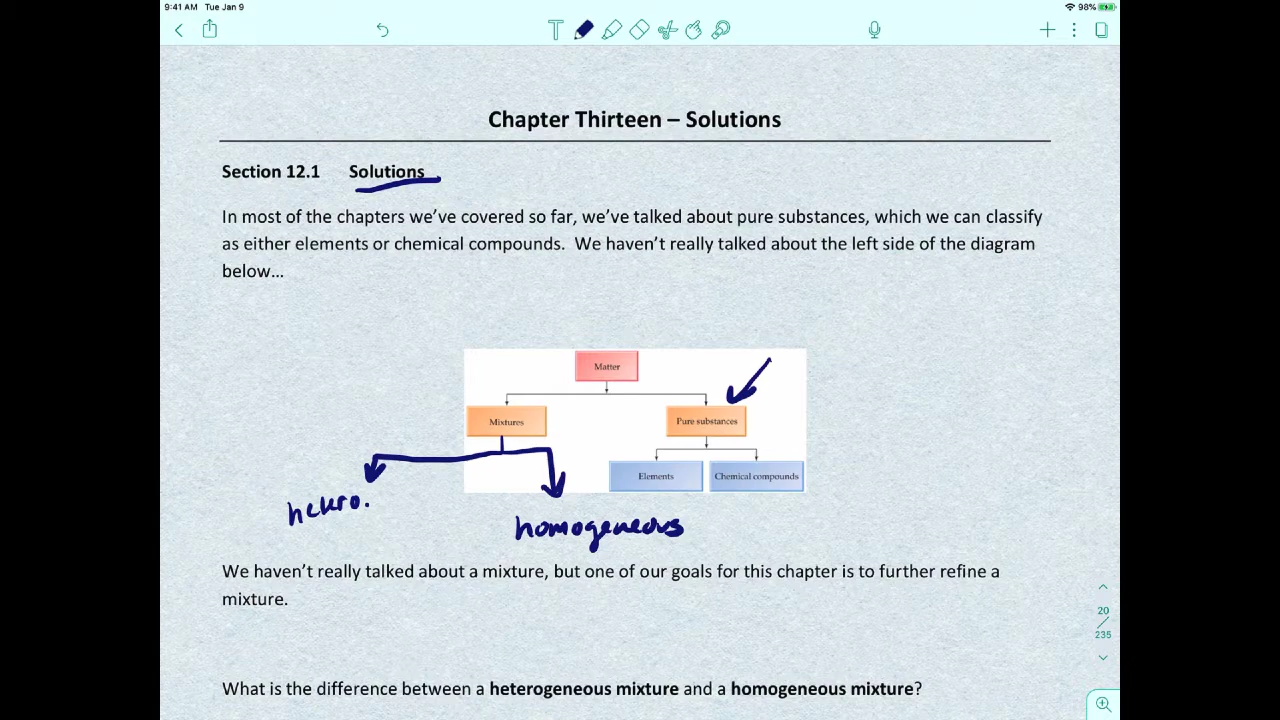 9:41 AM Tue Jan 9
98%
Chapter Thirteen – Solutions
Section 12.1 Solutions
In most of the chapters we’ve covered so far, we’ve talked about pure substances, which we can classify
as either elements or chemical compounds. We haven’t really talked about the left side of the diagram
below…
Matter
Mixtures Pure substances
Elements Chemical compounds
homogeneous
We haven’t really talked about a mixture, but one of our goals for this chapter is to further refine a
mixture.
20
/
235
What is the difference between a heterogeneous mixture and a homogeneous mixture?